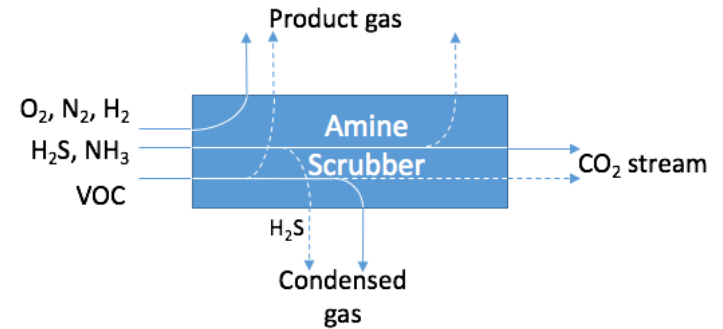 Product gas
O₂, N₂, H₂
Amine
H₂S, NH₃
Scrubber
CO₂ stream
VOC
H₂S
Condensed
gas